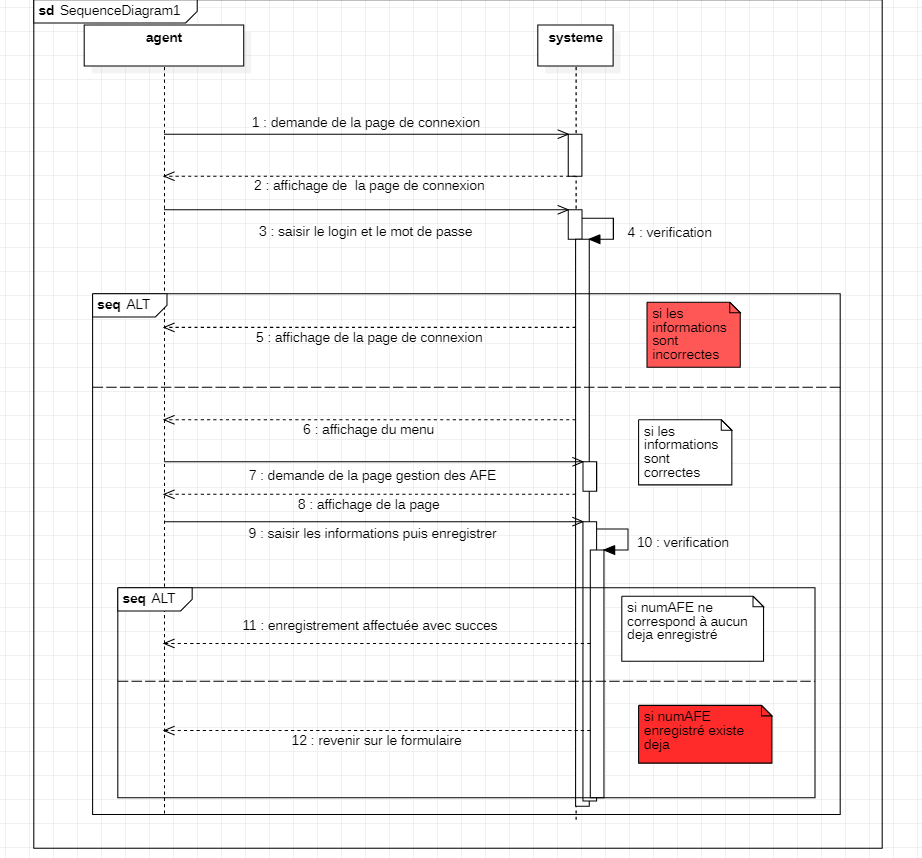 sd SequenceDiagram1
agent
systeme
1 : demande de la page de connexion
2 : affichage de  la page de connexion
3 : saisir le login et le mot de passe
4 : verification
seq ALT
si les
informations
sont
incorrectes
5 : affichage de la page de connexion
6 : affichage du menu
si les
informations
sont
correctes
7 : demande de la page gestion des AFE
8 : affichage de la page
9 : saisir les informations puis enregistrer
10 : verification
seq ALT
si numAFE ne
correspond à aucun
deja enregistré
11 : enregistrement affectuée avec succes
si numAFE
enregistré existe
deja
12 : revenir sur le formulaire